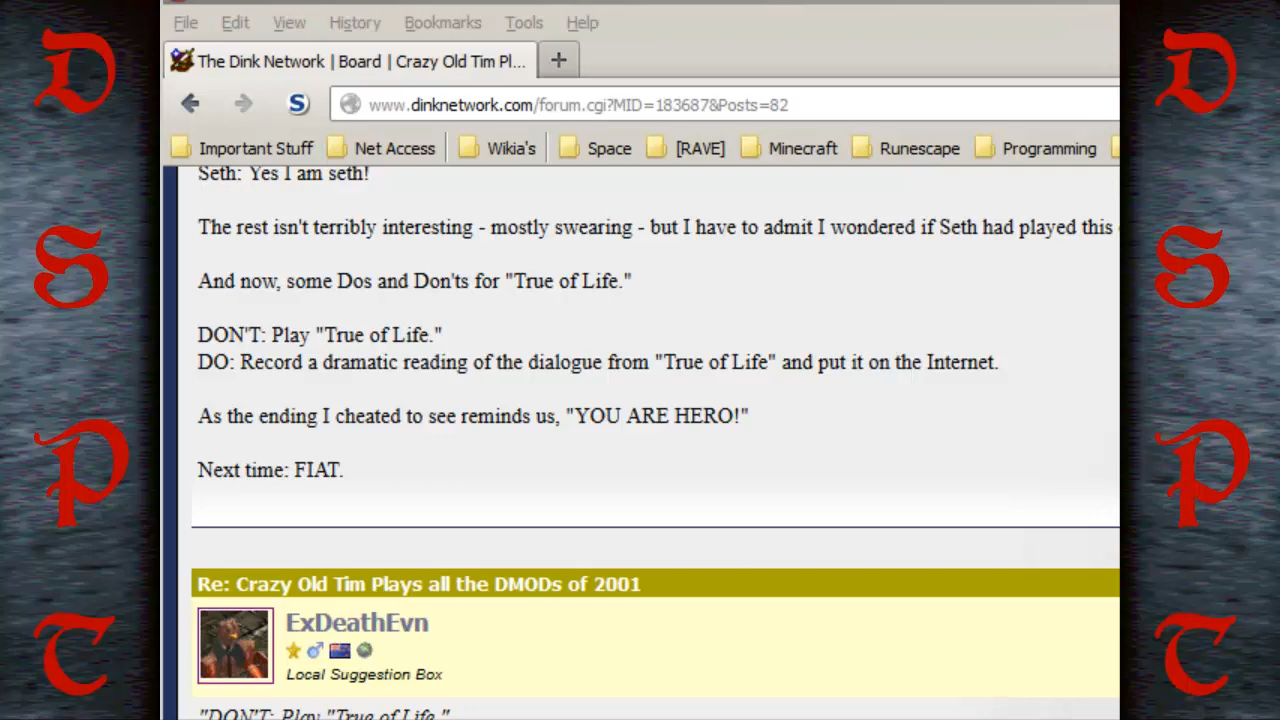 File Edit View History Bookmarks Tools Help
The Dink Network | Board | Crazy Old Tim Pl...
www.dinknetwork.com/forum.cgi?MID=183687&Posts=82
Important Stuff Net Access Wikia's Space [RAVE] Minecraft Runescape Programming
Seth: Yes I am seth!
The rest isn't terribly interesting - mostly swearing - but I have to admit I wondered if Seth had played this
And now, some Dos and Don'ts for "True of Life."
DON'T: Play "True of Life."
DO: Record a dramatic reading of the dialogue from "True of Life" and put it on the Internet.
As the ending I cheated to see reminds us, "YOU ARE HERO!"
Next time: FIAT.
Re: Crazy Old Tim Plays all the DMODs of 2001
ExDeathEvn
Local Suggestion Box
"DON'T: Play "True of Life."
D
S
P
T
D
S
P
T